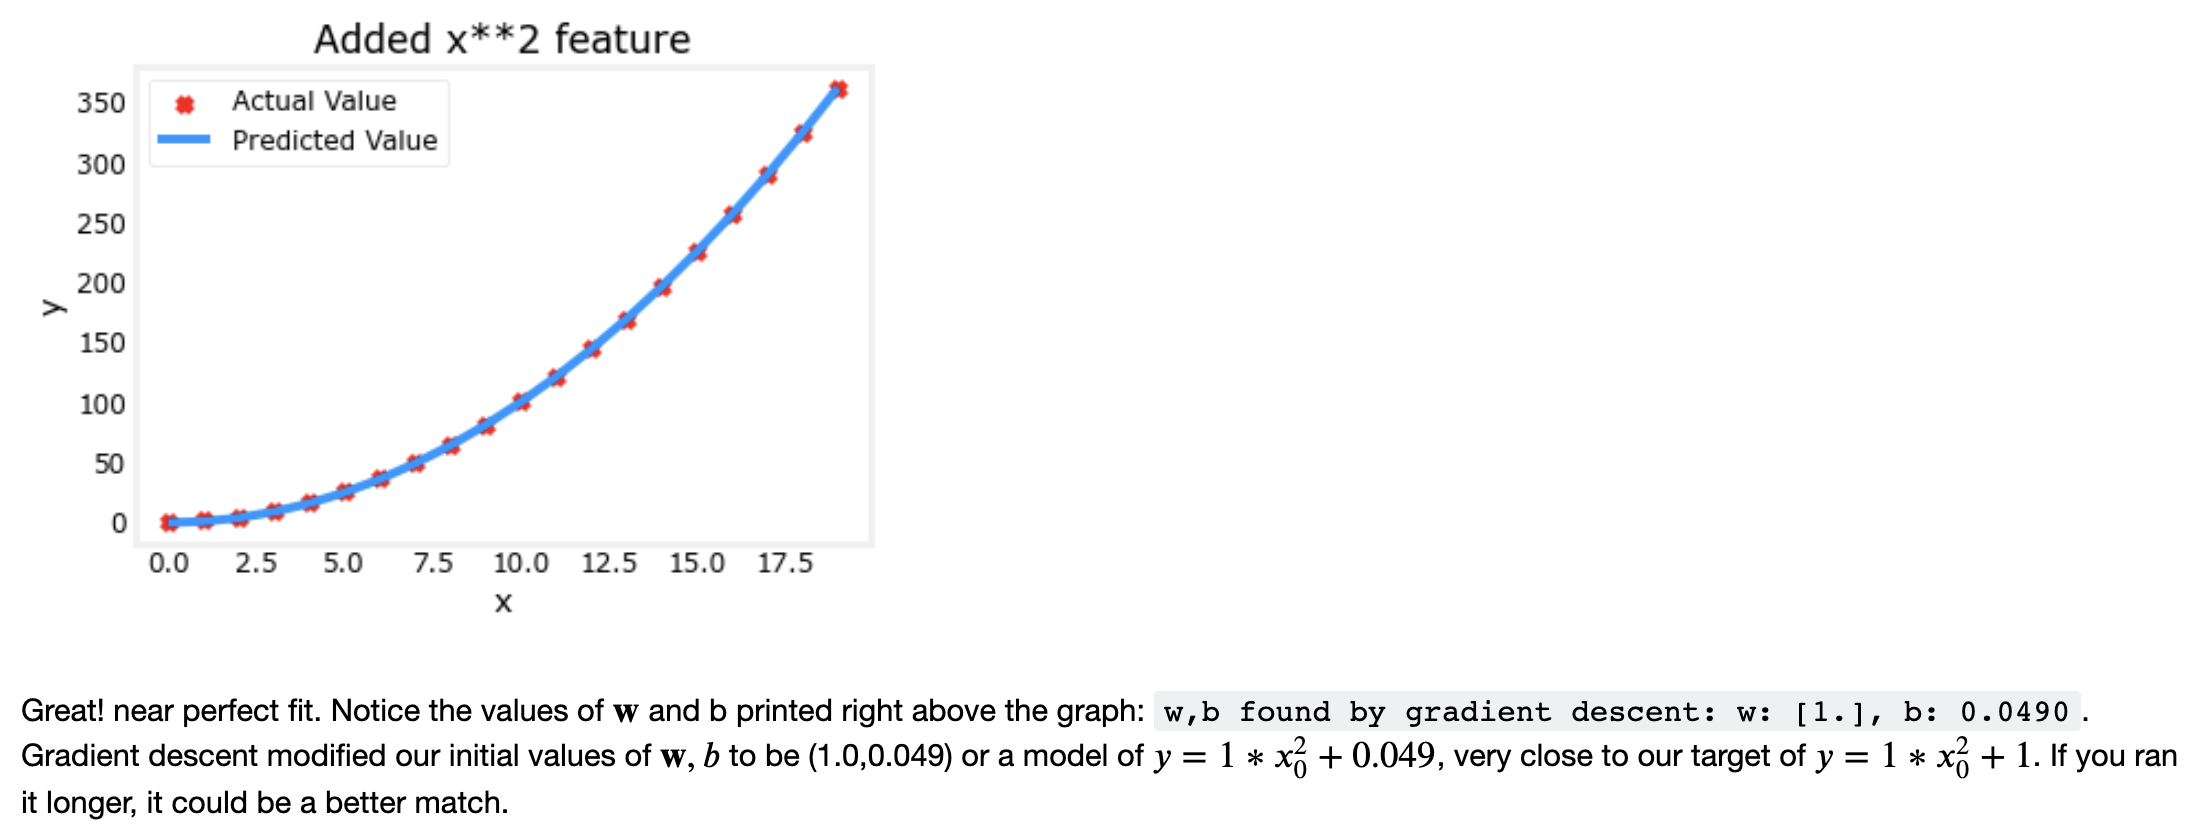 Added x**2 feature
Actual Value
Predicted Value
350
300
250
200
150
100
50
0
y
0.0 2.5 5.0 7.5 10.0 12.5 15.0 17.5
x
Great! near perfect fit. Notice the values of w and b printed right above the graph: w,b found by gradient descent: w: [1.], b: 0.0490 .
Gradient descent modified our initial values of w, b to be (1.0,0.049) or a model of y = 1 * x₀² + 0.049, very close to our target of y = 1 * x₀² + 1. If you ran
it longer, it could be a better match.